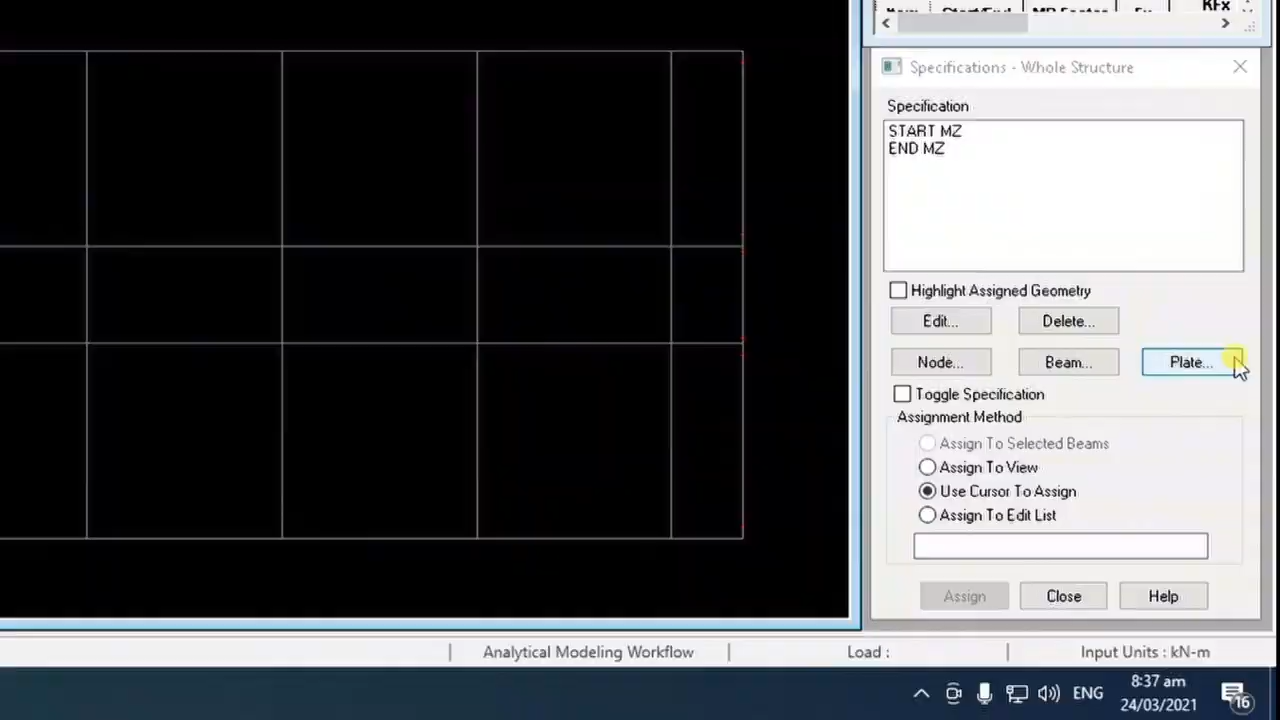 Start/End
KFx
Specifications - Whole Structure
Specification
START MZ
END MZ
Highlight Assigned Geometry
Edit...
Delete...
Node...
Beam...
Plate...
Toggle Specification
Assignment Method
Assign To Selected Beams
Assign To View
Use Cursor To Assign
Assign To Edit List
Assign
Close
Help
Analytical Modeling Workflow
Load :
Input Units : kN-m
8:37 am
ENG
24/03/2021
16